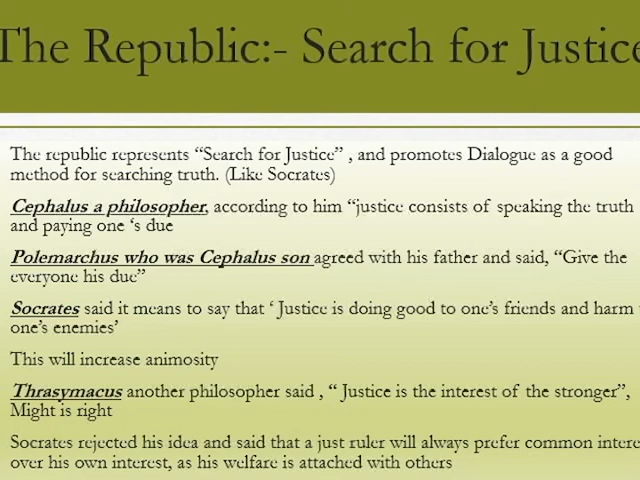 The Republic:- Search for Justice
The republic represents “Search for Justice” , and promotes Dialogue as a good
method for searching truth. (Like Socrates)
Cephalus a philosopher, according to him “justice consists of speaking the truth
and paying one ‘s due
Polemarchus who was Cephalus son agreed with his father and said, “Give the
everyone his due”
Socrates said it means to say that ‘ Justice is doing good to one’s friends and harm
one’s enemies’
This will increase animosity
Thrasymacus another philosopher said , “ Justice is the interest of the stronger”,
Might is right
Socrates rejected his idea and said that a just ruler will always prefer common
over his own interest, as his welfare is attached with others